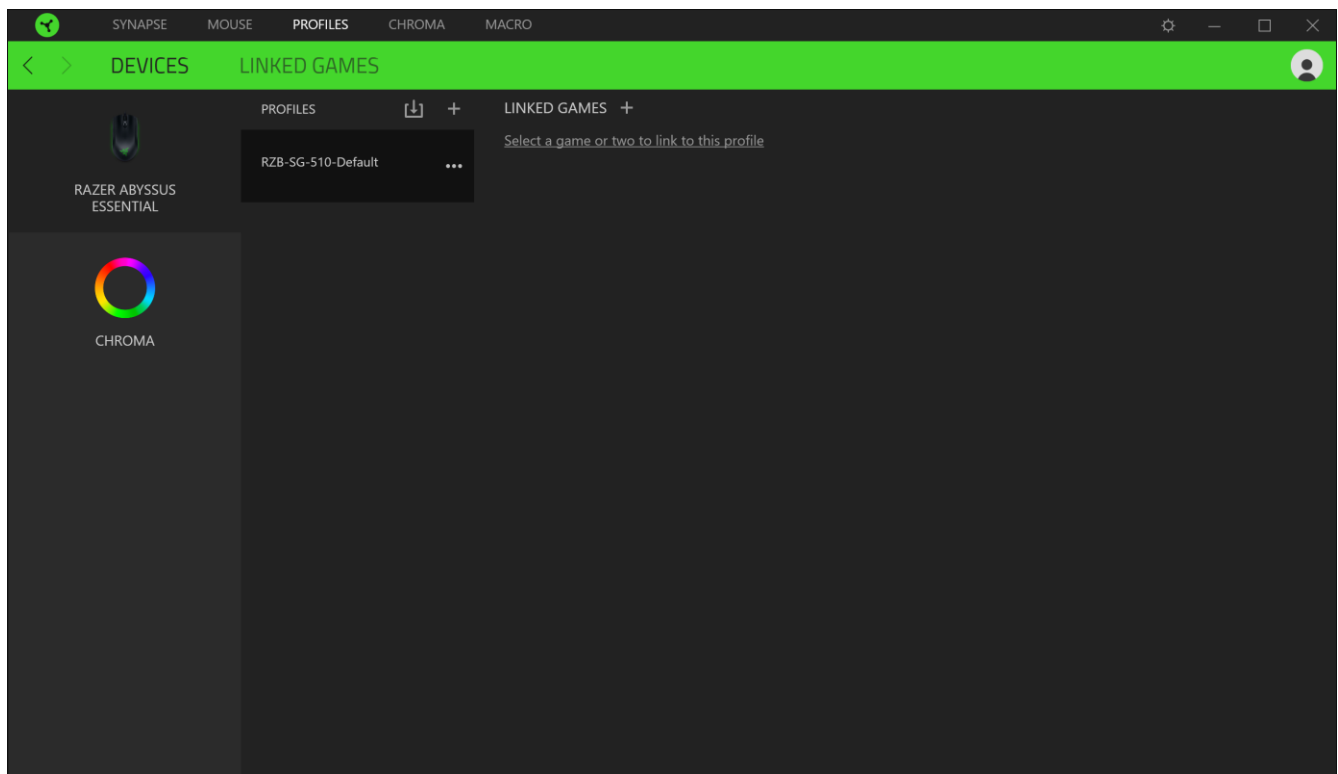 SYNAPSE MOUSE PROFILES CHROMA MACRO
DEVICES LINKED GAMES
RAZER ABYSSUS
ESSENTIAL
CHROMA
PROFILES
RZB-SG-510-Default
LINKED GAMES
Select a game or two to link to this profile